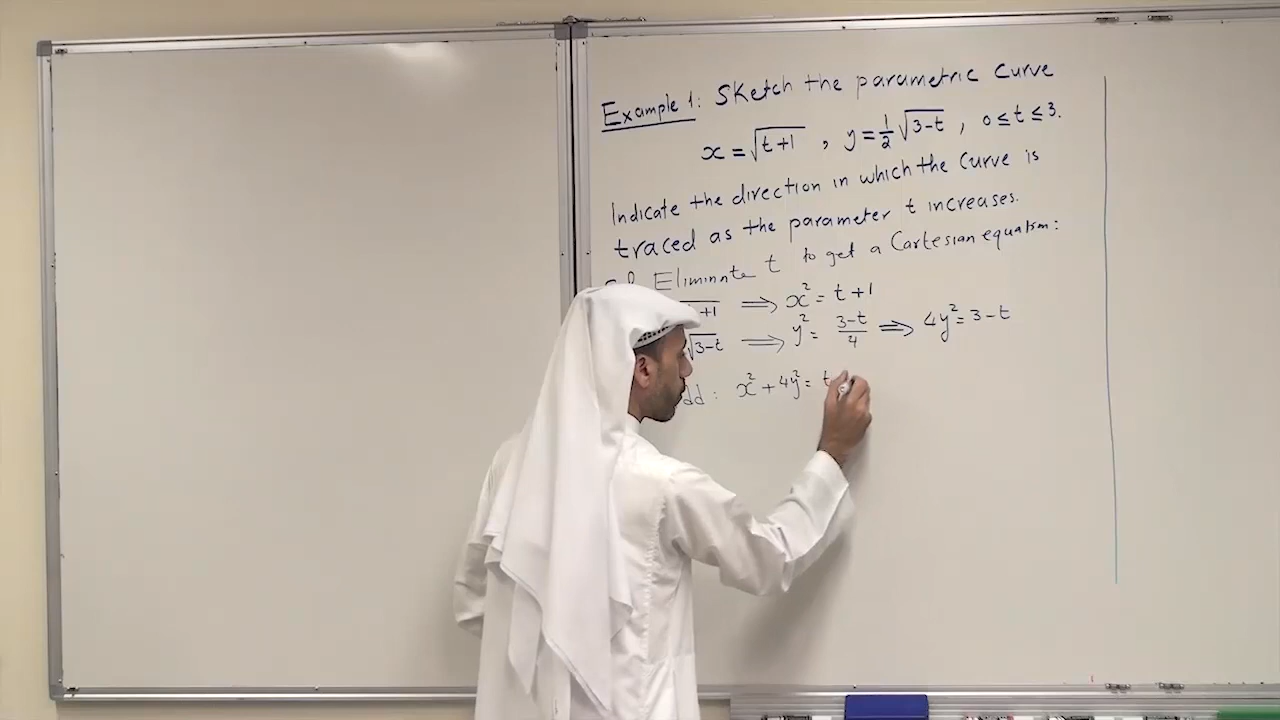 Example 1: Sketch the parametric curve
x = √(t+1) , y = 1/2 √(3-t) , 0 ≤ t ≤ 3.
Indicate the direction in which the curve is
traced as the parameter t increases.
Eliminate t to get a Cartesian equation:
+1 ⟹ x² = t+1
√(3-t) ⟹ y² = (3-t)/4 ⟹ 4y² = 3-t
dd : x² + 4y² = t